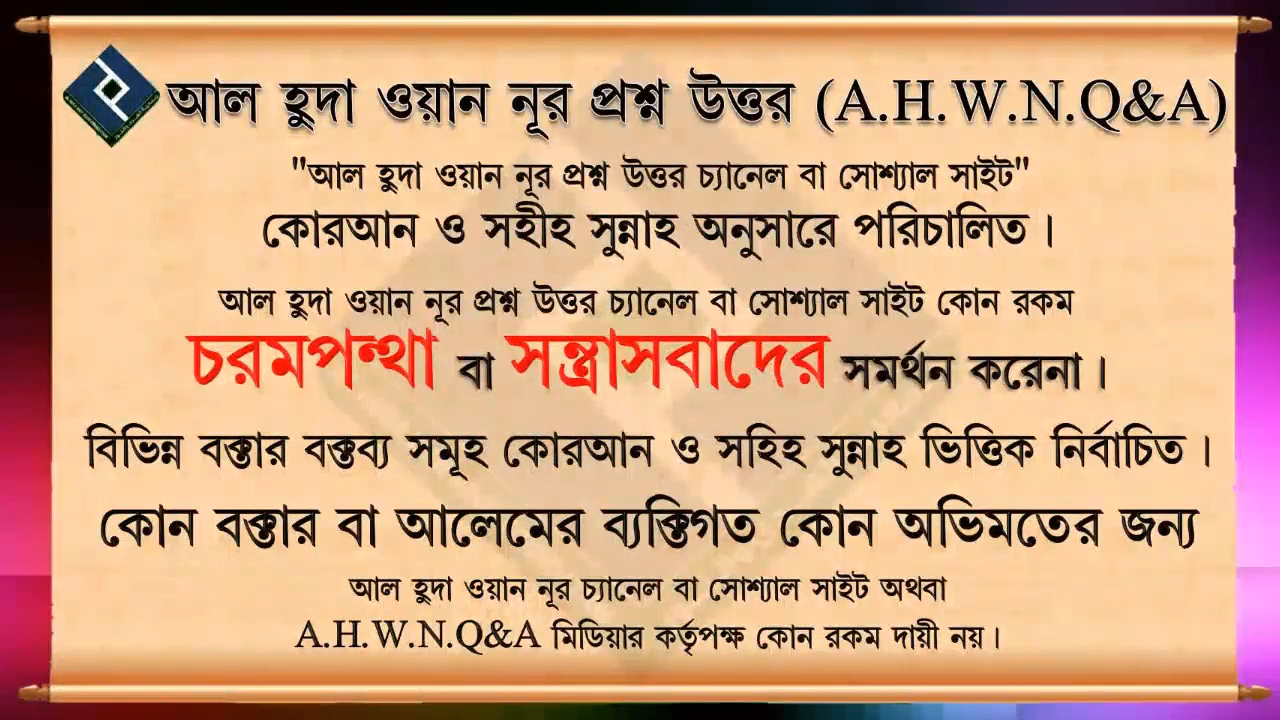 আল হুদা ওয়ান নূর প্রশ্ন উত্তর (A.H.W.N.Q&A)
"আল হুদা ওয়ান নূর প্রশ্ন উত্তর চ্যানেল বা সোশ্যাল সাইট"
কোরআন ও সহীহ সুন্নাহ অনুসারে পরিচালিত ।
আল হুদা ওয়ান নূর প্রশ্ন উত্তর চ্যানেল বা সোশ্যাল সাইট কোন রকম
চরমপন্থা বা সন্ত্রাসবাদের সমর্থন করেনা ।
বিভিন্ন বক্তার বক্তব্য সমূহ কোরআন ও সহিহ সুন্নাহ ভিত্তিক নির্বাচিত ।
কোন বক্তার বা আলেমের ব্যক্তিগত কোন অভিমতের জন্য
আল হুদা ওয়ান নূর চ্যানেল বা সোশ্যাল সাইট অথবা
A.H.W.N.Q&A মিডিয়ার কর্তৃপক্ষ কোন রকম দায়ী নয় ।